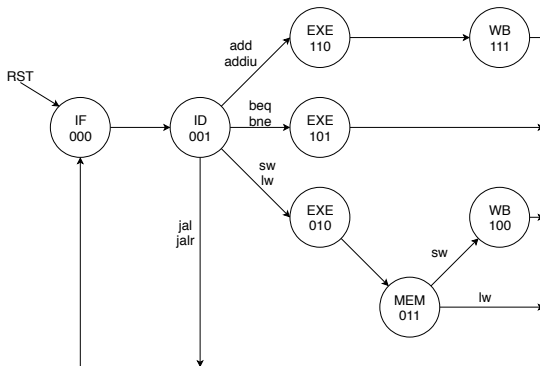 RST
IF
000
ID
001
add
addiu
EXE
110
WB
111
beq
bne
EXE
101
sw
lw
EXE
010
jal
jalr
MEM
011
sw
WB
100
lw